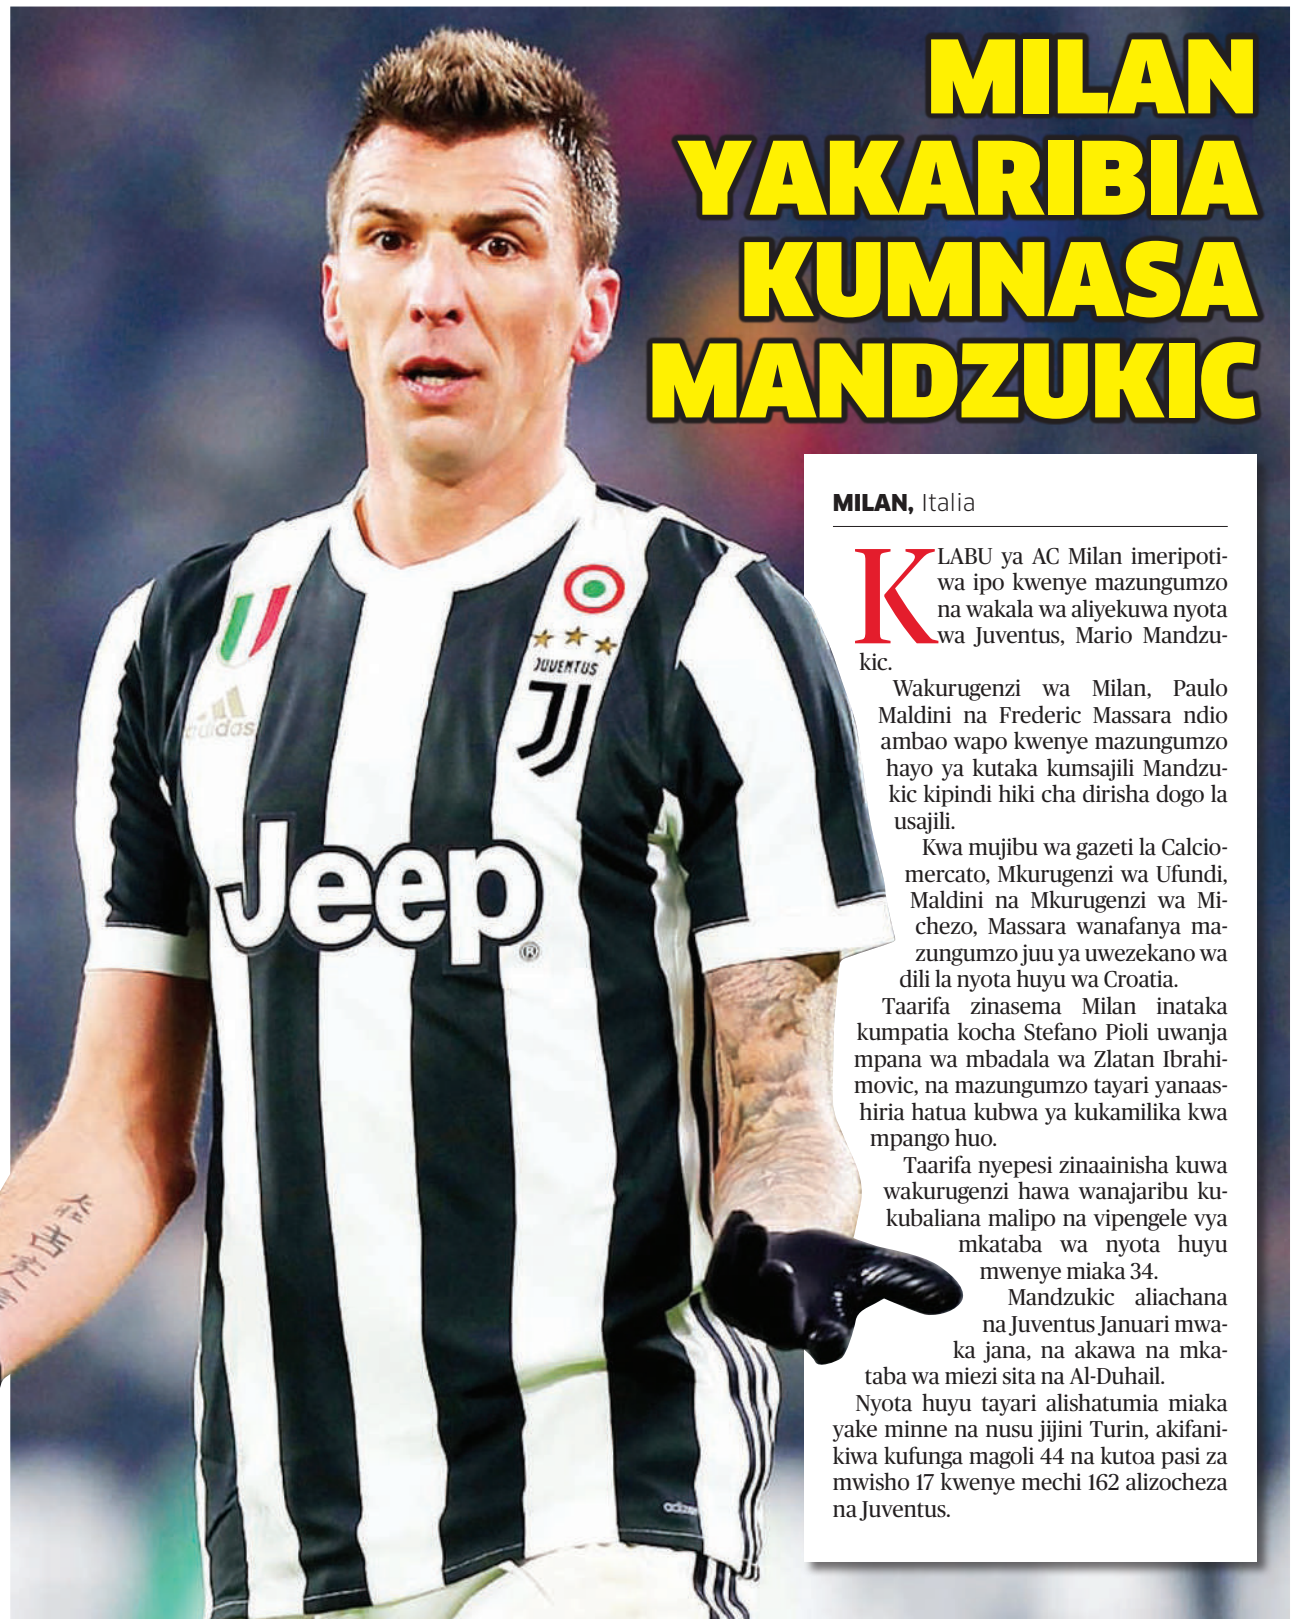 MILAN
YAKARIBIA
KUMNASA
MANDZUKIC
MILAN, Italia
KLABU ya AC Milan imeripoti-
wa ipo kwenye mazungumzo
na wakala wa aliyekuwa nyota
wa Juventus, Mario Mandzu-
kic.
Wakurugenzi wa Milan, Paulo
Maldini na Frederic Massara ndio
ambao wapo kwenye mazungumzo
hayo ya kutaka kumsajili Mandzu-
kic kipindi hiki cha dirisha dogo la
usajili.
Kwa mujibu wa gazeti la Calcio-
mercato, Mkurugenzi wa Ufundi,
Maldini na Mkurugenzi wa Mi-
chezo, Massara wanafanya ma-
zungumzo juu ya uwezekano wa
dili la nyota huyu wa Croatia.
Taarifa zinasema Milan inataka
kumpatia kocha Stefano Pioli uwanja
mpana wa mbadala wa Zlatan Ibrahi-
movic, na mazungumzo tayari yanaas-
hiria hatua kubwa ya kukamilika kwa
mpango huo.
Taarifa nyepesi zinaainisha kuwa
wakurugenzi hawa wanajaribu ku-
kubaliana malipo na vipengele vya
mkataba wa nyota huyu
mwenye miaka 34.
Mandzukic aliachana
na Juventus Januari mwa-
ka jana, na akawa na mka-
taba wa miezi sita na Al-Duhail.
Nyota huyu tayari alishatumia miaka
yake minne na nusu jijini Turin, akifani-
kiwa kufunga magoli 44 na kutoa pasi za
mwisho 17 kwenye mechi 162 alizocheza
na Juventus.
JUVENTUS
adidas
Jeep
®